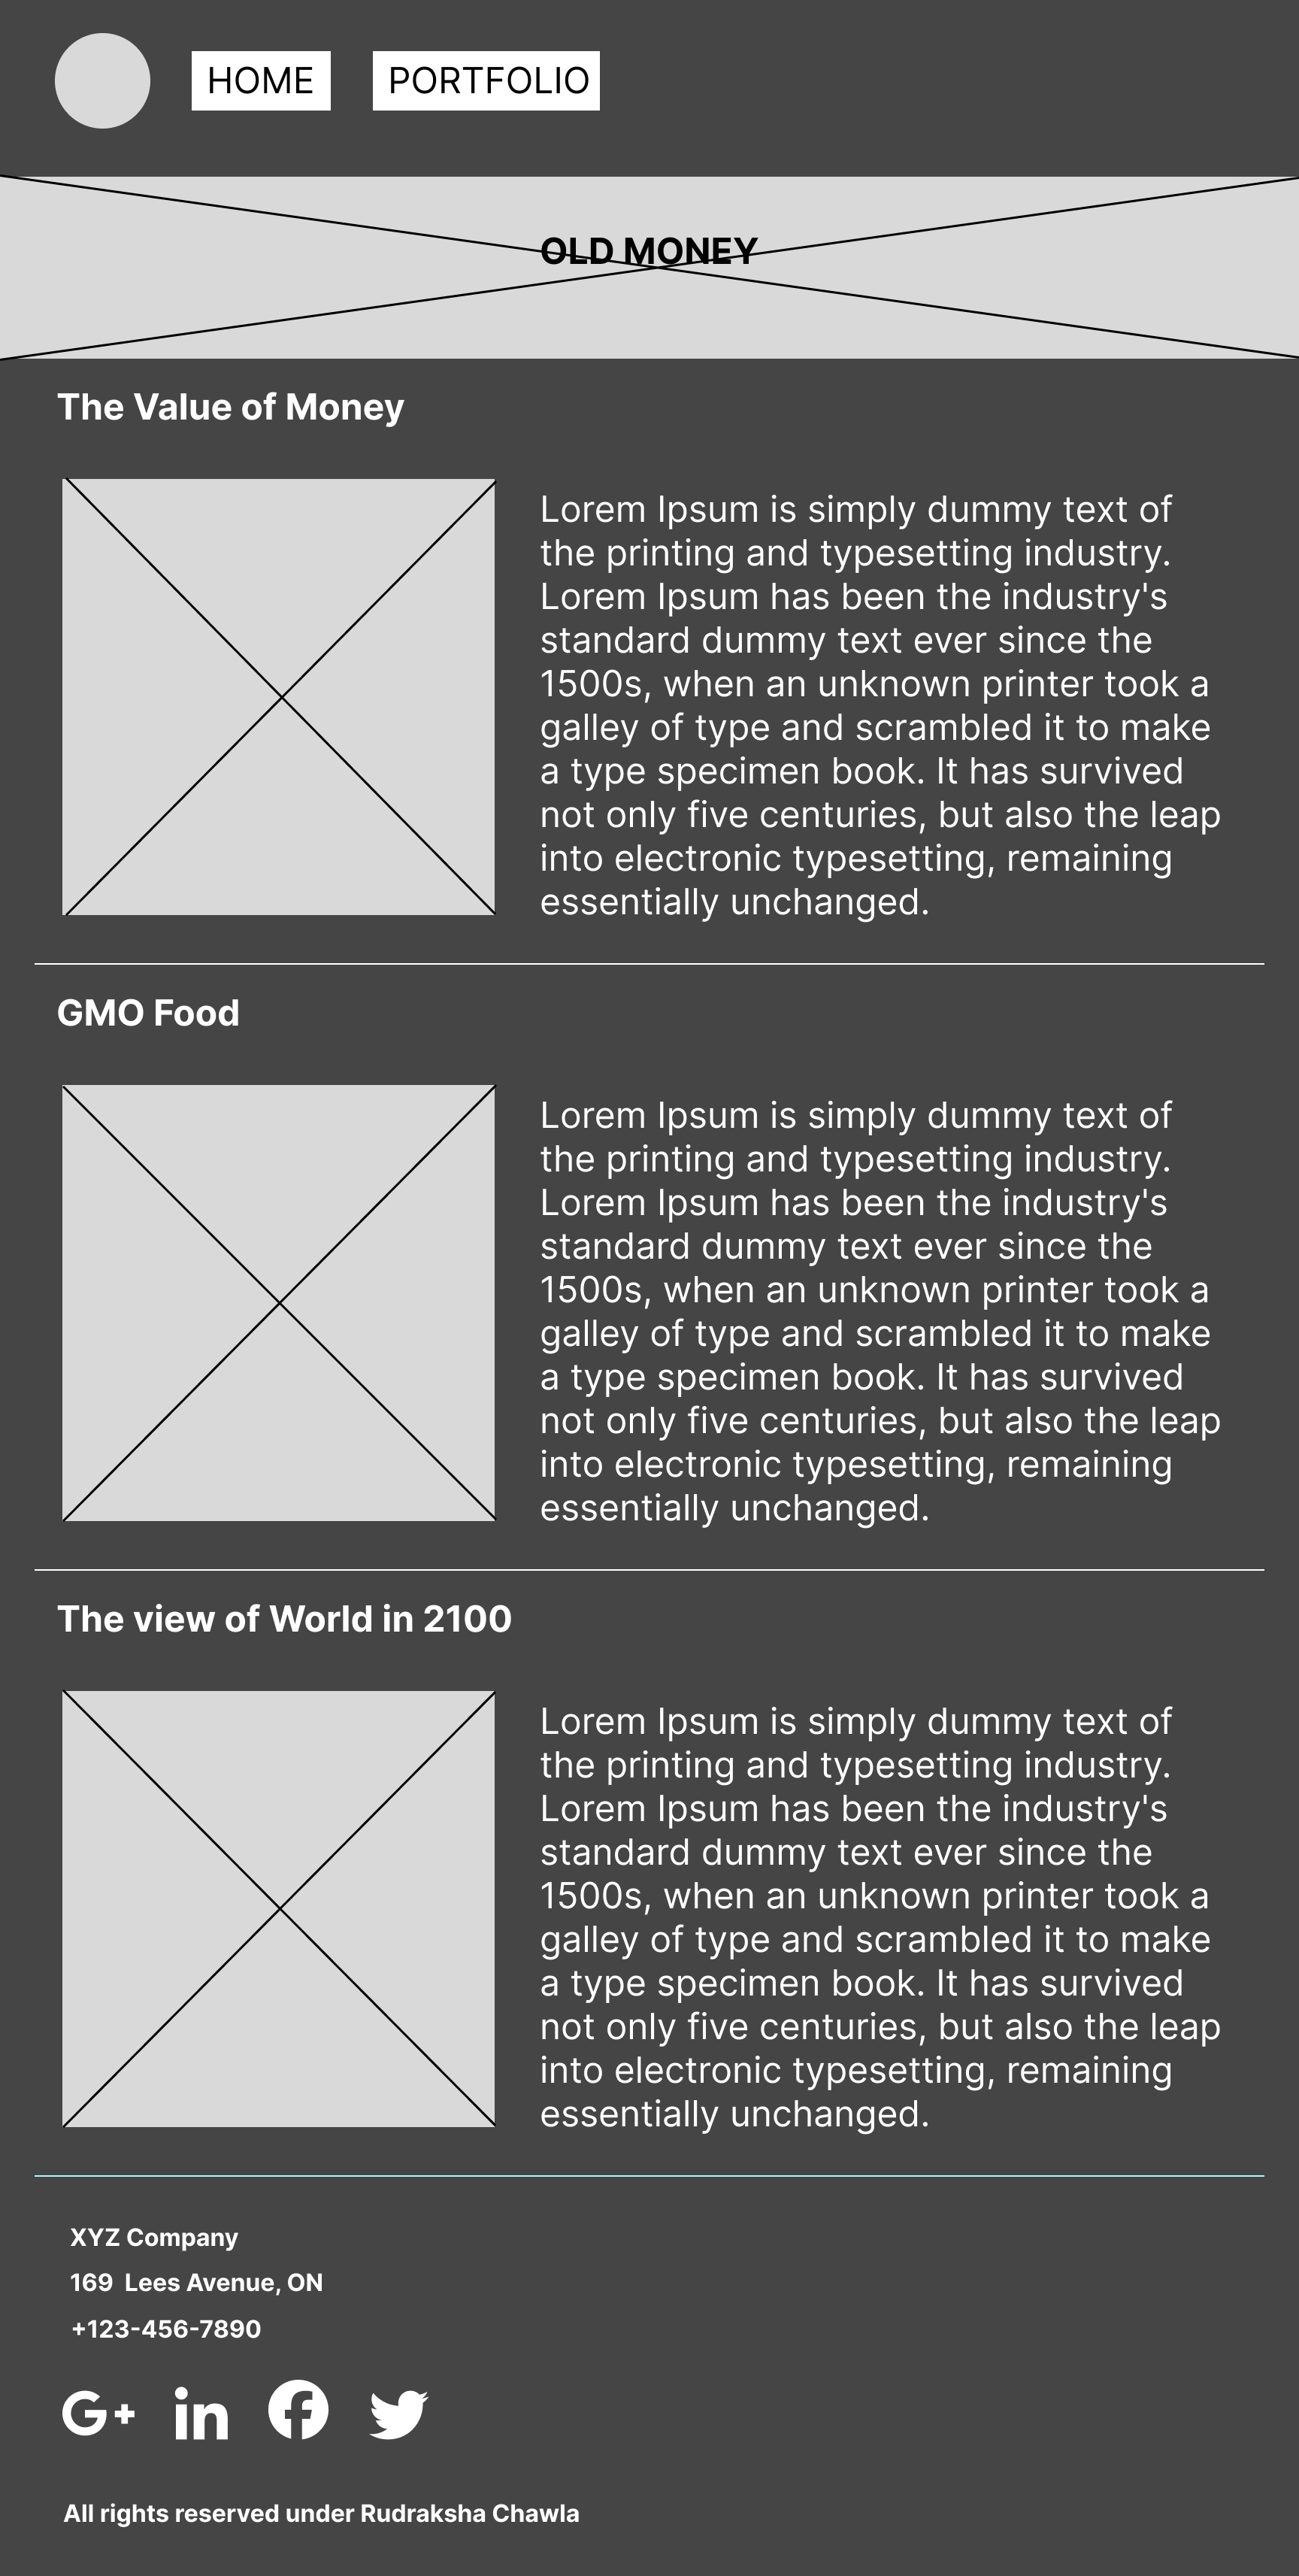 HOME PORTFOLIO
OLD MONEY
The Value of Money
Lorem Ipsum is simply dummy text of
the printing and typesetting industry.
Lorem Ipsum has been the industry's
standard dummy text ever since the
1500s, when an unknown printer took a
galley of type and scrambled it to make
a type specimen book. It has survived
not only five centuries, but also the leap
into electronic typesetting, remaining
essentially unchanged.
GMO Food
Lorem Ipsum is simply dummy text of
the printing and typesetting industry.
Lorem Ipsum has been the industry's
standard dummy text ever since the
1500s, when an unknown printer took a
galley of type and scrambled it to make
a type specimen book. It has survived
not only five centuries, but also the leap
into electronic typesetting, remaining
essentially unchanged.
The view of World in 2100
Lorem Ipsum is simply dummy text of
the printing and typesetting industry.
Lorem Ipsum has been the industry's
standard dummy text ever since the
1500s, when an unknown printer took a
galley of type and scrambled it to make
a type specimen book. It has survived
not only five centuries, but also the leap
into electronic typesetting, remaining
essentially unchanged.
XYZ Company
169  Lees Avenue, ON
+123-456-7890
G+ in f
All rights reserved under Rudraksha Chawla